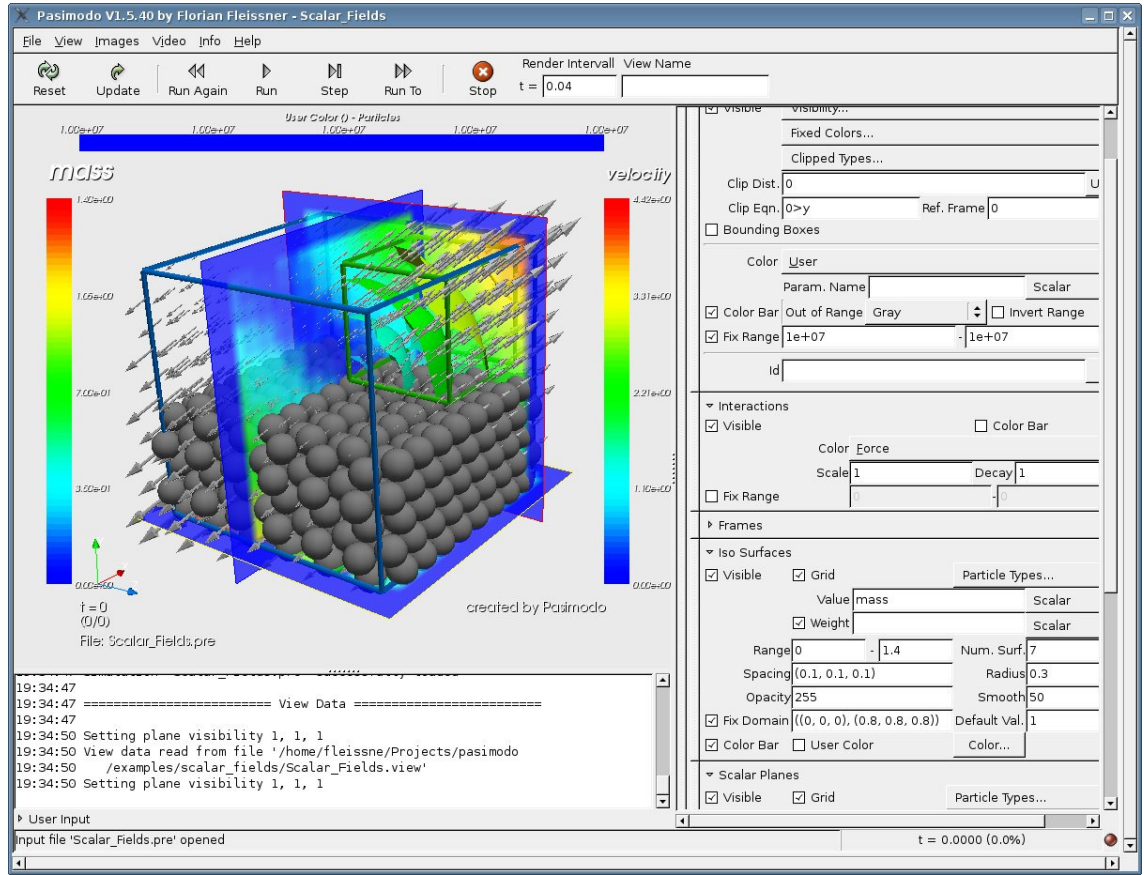 Pasimodo V1.5.40 by Florian Fleissner - Scalar_Fields
File View Images Video Info Help
Reset Update Run Again Run Step Run To Stop
Render Intervall View Name
t = 0.04
User Color () - Particles
1.00e+07 1.00e+07 1.00e+07 1.00e+07 1.00e+07
mass
velocity
1.40e+00 4.42e+00
1.05e+00 3.31e+00
7.00e-01 2.21e+00
3.50e-01 1.10e+00
0.00e+00 0.00e+00
t = 0
(0/0)
created by Pasimodo
File: Scalar_Fields.pre
19:34:47
19:34:47 ========================= View Data =========================
19:34:47
19:34:50 Setting plane visibility 1, 1, 1
19:34:50 View data read from file '/home/fleissne/Projects/pasimodo
19:34:50 /examples/scalar_fields/Scalar_Fields.view'
19:34:50 Setting plane visibility 1, 1, 1
User Input
Input file 'Scalar_Fields.pre' opened
t = 0.0000 (0.0%)
Visible Visibility...
Fixed Colors...
Clipped Types...
Clip Dist. 0 U
Clip Eqn. 0>y Ref. Frame 0
Bounding Boxes
Color User
Param. Name Scalar
Color Bar Out of Range Gray Invert Range
Fix Range 1e+07 - 1e+07
Id
Interactions
Visible Color Bar
Color Force
Scale 1 Decay 1
Fix Range 0 - 0
Frames
Iso Surfaces
Visible Grid Particle Types...
Value mass Scalar
Weight Scalar
Range 0 - 1.4 Num. Surf. 7
Spacing (0.1, 0.1, 0.1) Radius 0.3
Opacity 255 Smooth 50
Fix Domain ((0, 0, 0), (0.8, 0.8, 0.8)) Default Val. 1
Color Bar User Color Color...
Scalar Planes
Visible Grid Particle Types...